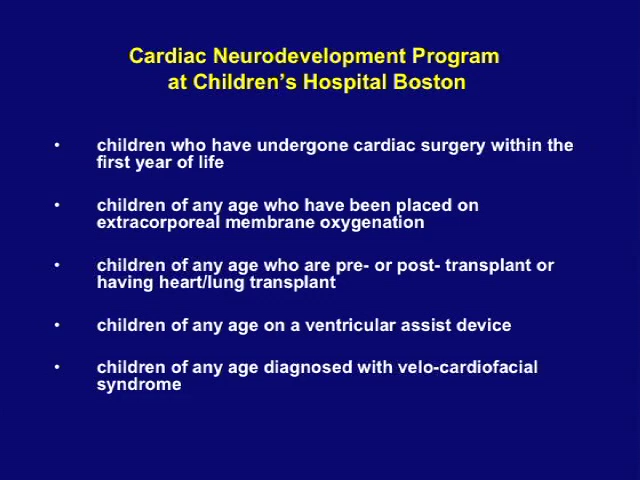 Cardiac Neurodevelopment Program
at Children’s Hospital Boston
• children who have undergone cardiac surgery within the
first year of life
• children of any age who have been placed on
extracorporeal membrane oxygenation
• children of any age who are pre- or post- transplant or
having heart/lung transplant
• children of any age on a ventricular assist device
• children of any age diagnosed with velo-cardiofacial
syndrome